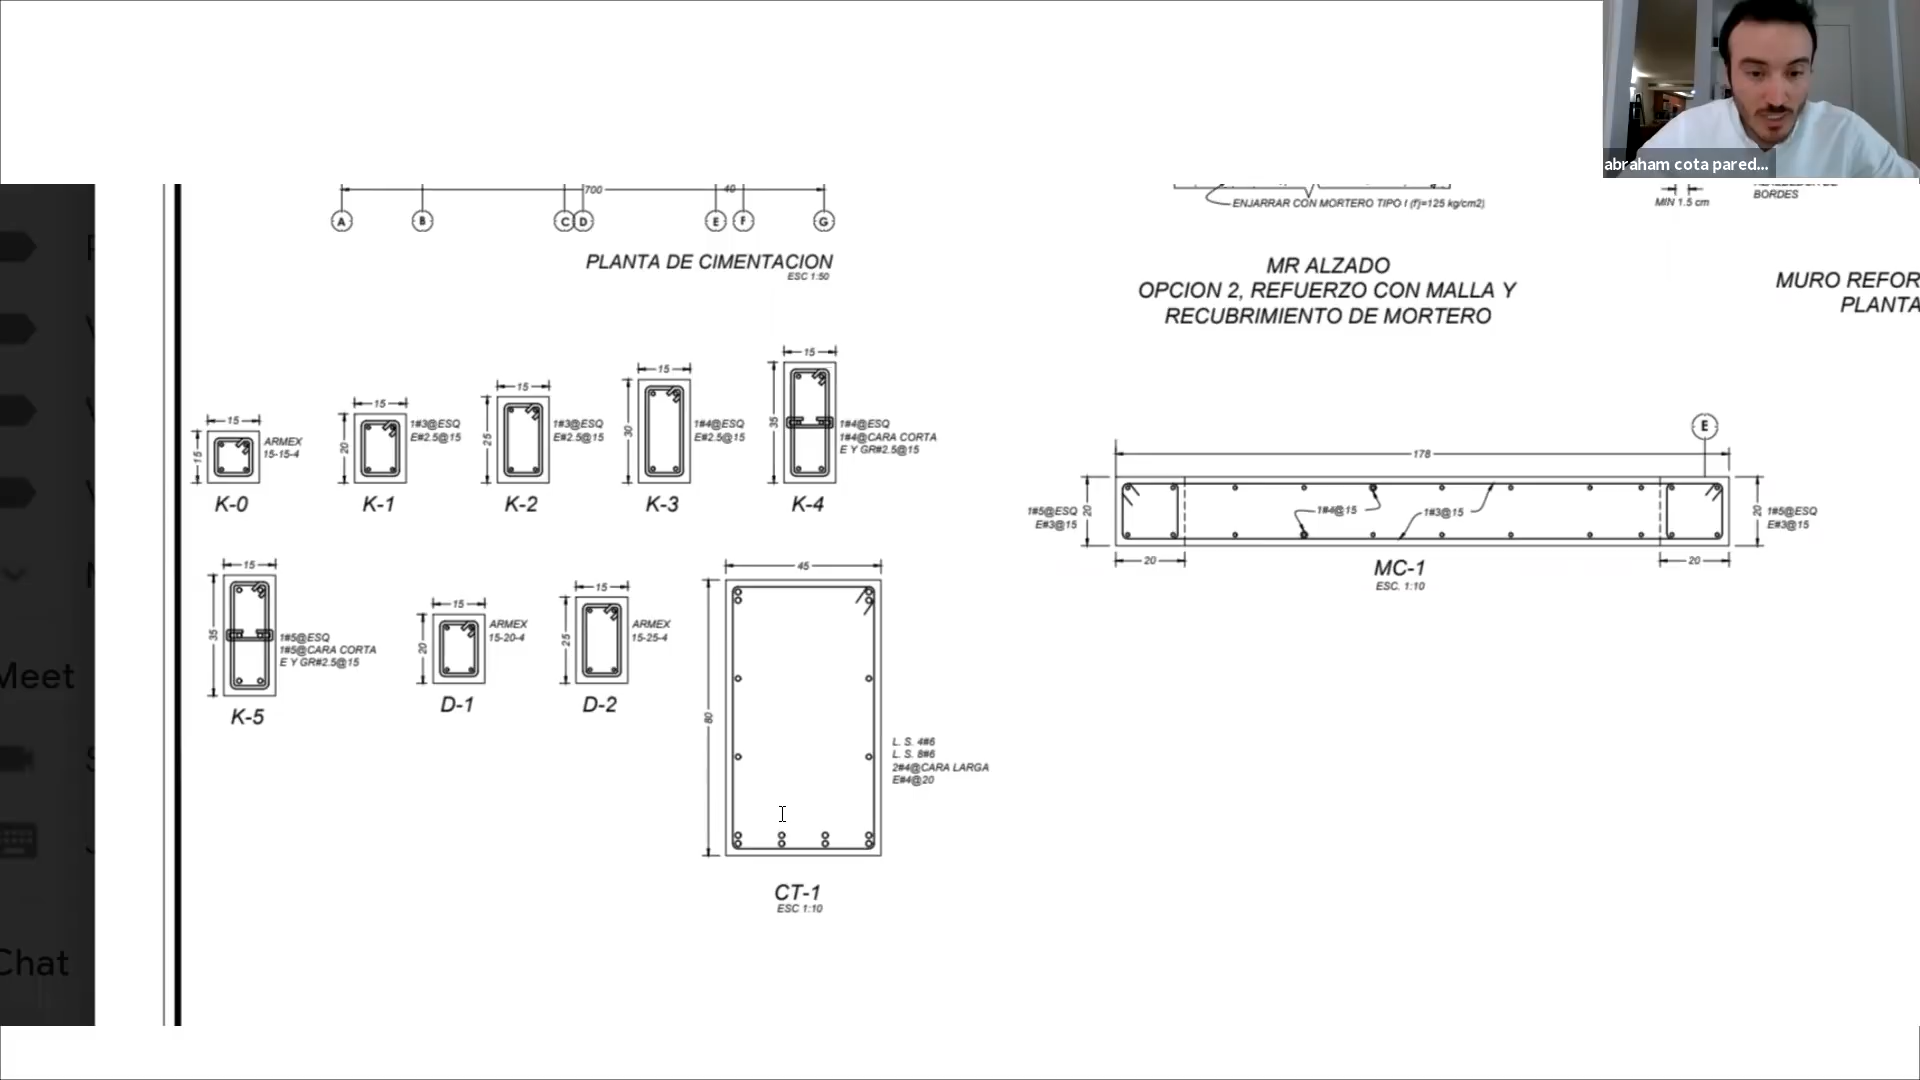 abraham cota pared...
700
40
A
B
C
D
E
F
G
PLANTA DE CIMENTACION
ESC 1:50
ENJARRAR CON MORTERO TIPO I (fj=125 kg/cm2)
MIN 1.5 cm
BORDES
MR ALZADO
OPCION 2, REFUERZO CON MALLA Y
RECUBRIMIENTO DE MORTERO
MURO REFOR
PLANTA
15
15
ARMEX
15-15-4
K-0
15
20
1#3@ESQ
E#2.5@15
K-1
15
25
1#3@ESQ
E#2.5@15
K-2
15
30
1#4@ESQ
E#2.5@15
K-3
15
35
1#4@ESQ
1#4@CARA CORTA
E Y GR#2.5@15
K-4
E
178
1#5@ESQ
E#3@15
20
1#4@15
1#3@15
20
1#5@ESQ
E#3@15
20
20
MC-1
ESC. 1:10
15
35
1#5@ESQ
1#5@CARA CORTA
E Y GR#2.5@15
K-5
15
20
ARMEX
15-20-4
D-1
15
25
ARMEX
15-25-4
D-2
45
80
L. S. 4#6
L. S. 8#6
2#4@CARA LARGA
E#4@20
CT-1
ESC 1:10
Meet
Chat